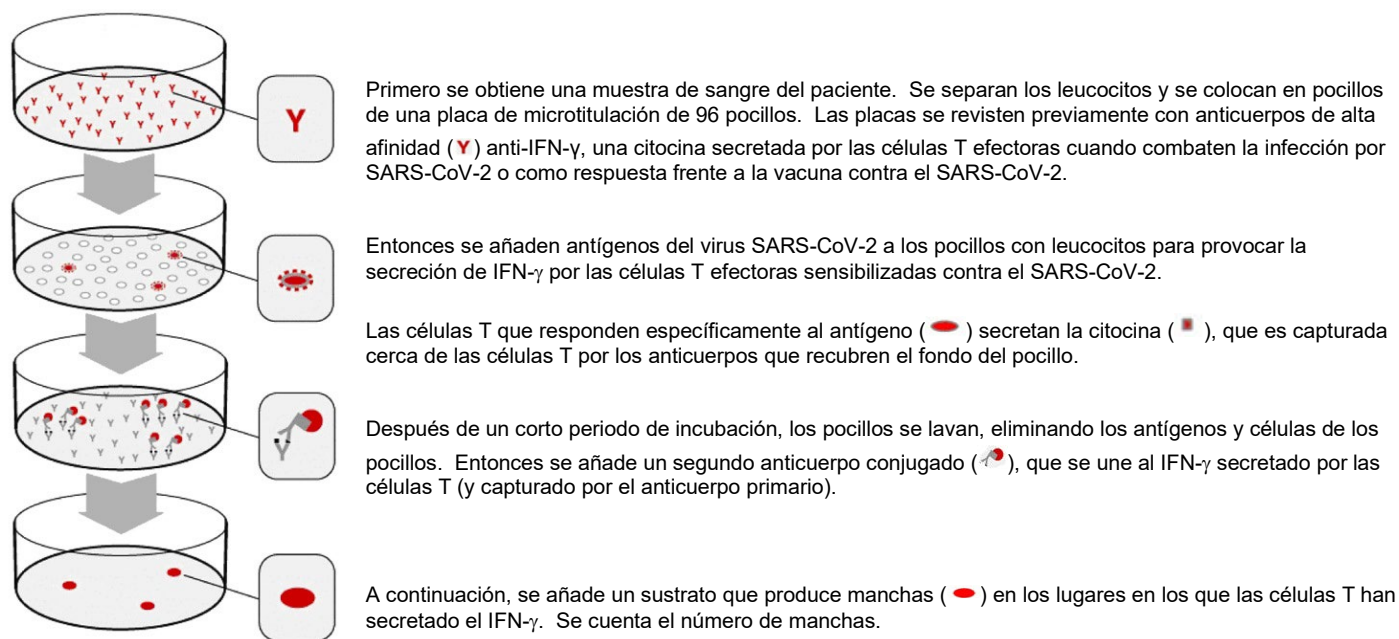 Primero se obtiene una muestra de sangre del paciente. Se separan los leucocitos y se colocan en pocillos
de una placa de microtitulación de 96 pocillos. Las placas se revisten previamente con anticuerpos de alta
afinidad (Y) anti-IFN-γ, una citocina secretada por las células T efectoras cuando combaten la infección por
SARS-CoV-2 o como respuesta frente a la vacuna contra el SARS-CoV-2.
Entonces se añaden antígenos del virus SARS-CoV-2 a los pocillos con leucocitos para provocar la
secreción de IFN-γ por las células T efectoras sensibilizadas contra el SARS-CoV-2.
Las células T que responden específicamente al antígeno ( ) secretan la citocina ( ), que es capturada
cerca de las células T por los anticuerpos que recubren el fondo del pocillo.
Después de un corto periodo de incubación, los pocillos se lavan, eliminando los antígenos y células de los
pocillos. Entonces se añade un segundo anticuerpo conjugado ( ), que se une al IFN-γ secretado por las
células T (y capturado por el anticuerpo primario).
A continuación, se añade un sustrato que produce manchas ( ) en los lugares en los que las células T han
secretado el IFN-γ. Se cuenta el número de manchas.